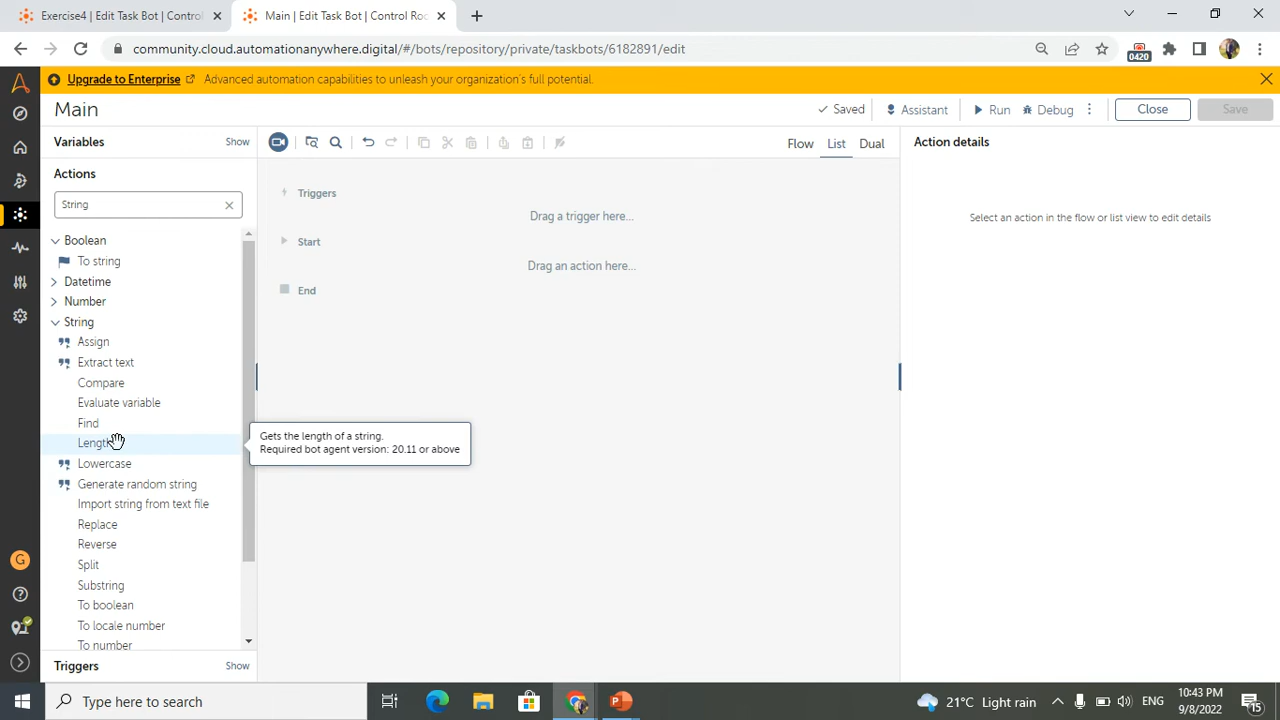 Exercise4 | Edit Task Bot | Control
Main | Edit Task Bot | Control Roo
community.cloud.automationanywhere.digital/#/bots/repository/private/taskbots/6182891/edit
0420
Upgrade to Enterprise Advanced automation capabilities to unleash your organization's full potential.
Main
Saved
Assistant
Run
Debug
Close
Save
Variables
Show
Flow
List
Dual
Action details
Actions
String
Boolean
To string
Datetime
Number
String
Assign
Extract text
Compare
Evaluate variable
Find
Length
Lowercase
Generate random string
Import string from text file
Replace
Reverse
Split
Substring
To boolean
To locale number
To number
Triggers
Show
Triggers
Drag a trigger here...
Start
Drag an action here...
End
Gets the length of a string.
Required bot agent version: 20.11 or above
Select an action in the flow or list view to edit details
G
Type here to search
21°C Light rain
ENG
10:43 PM
9/8/2022
15